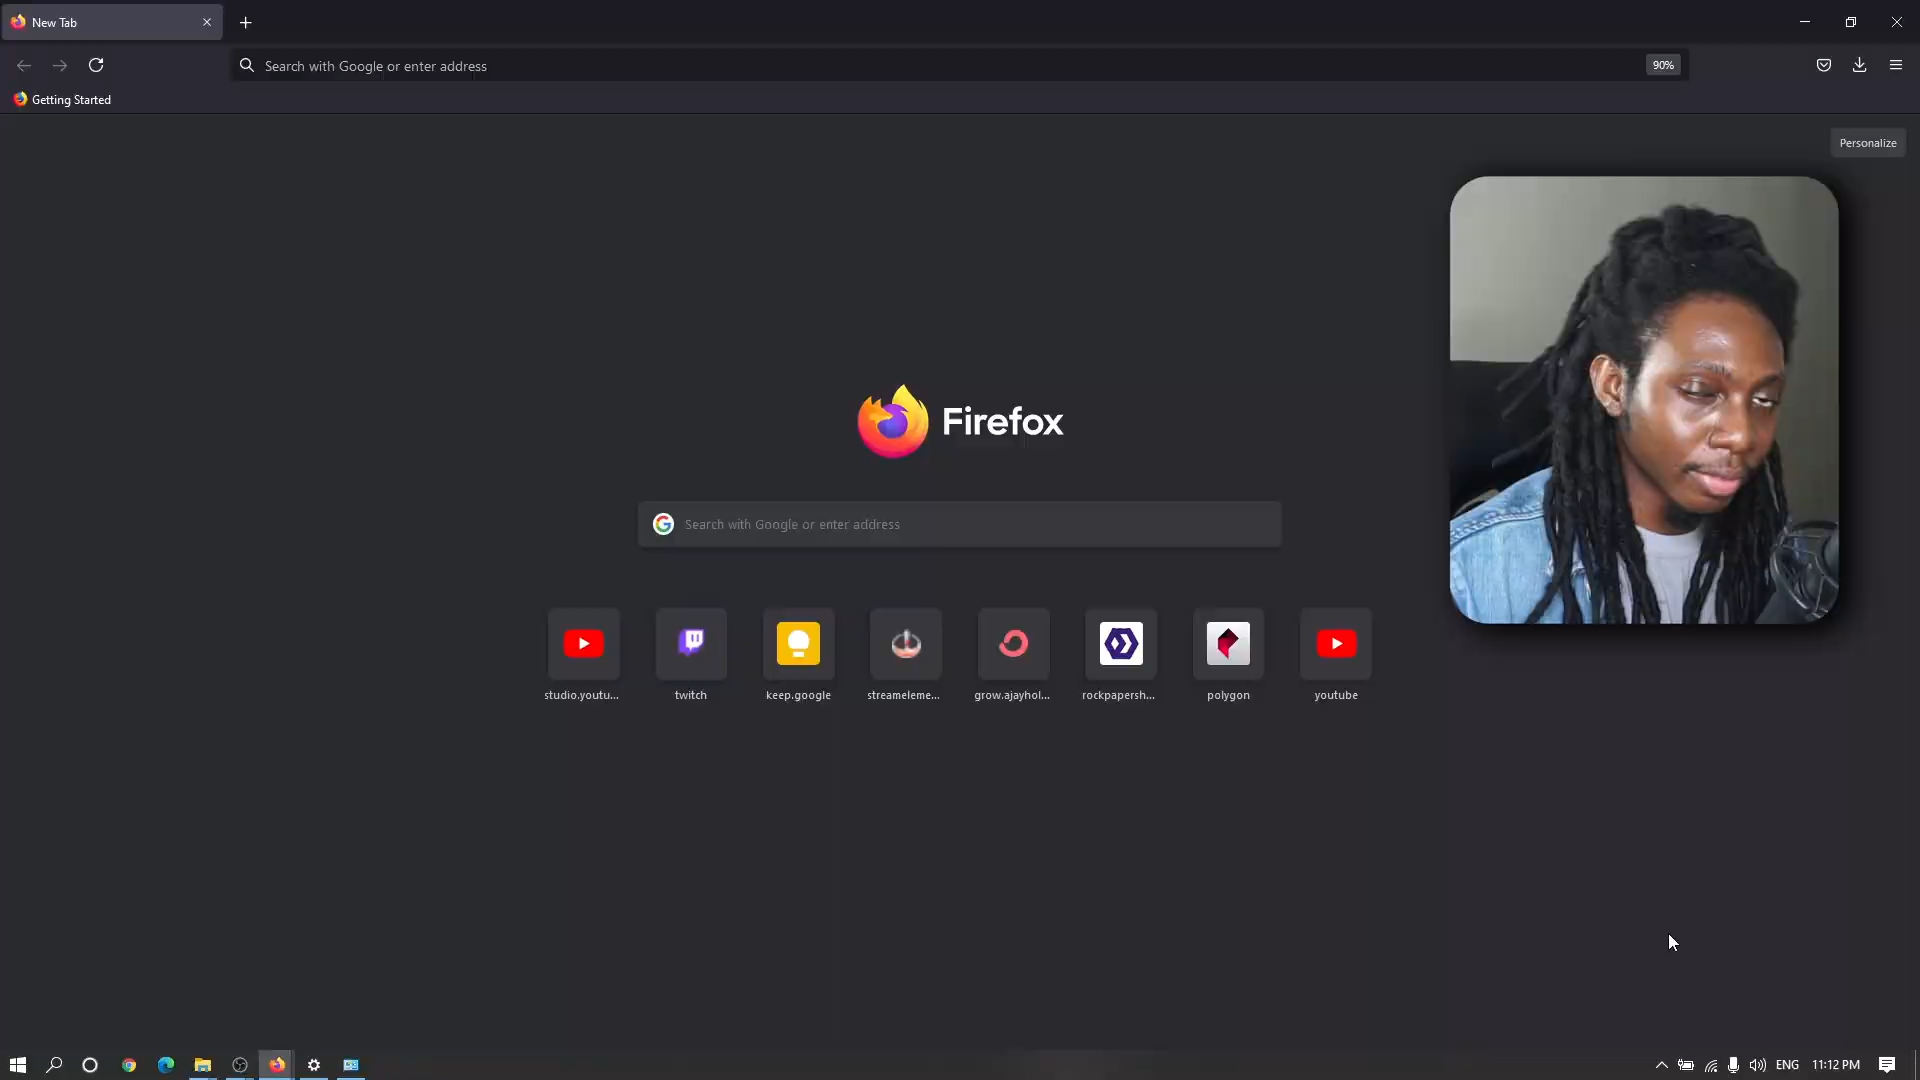 New Tab
Search with Google or enter address
90%
Getting Started
Personalize
Firefox
Search with Google or enter address
studio.youtu...
twitch
keep.google
streameleme...
grow.ajayhol...
rockpapersh...
polygon
youtube
ENG
11:12 PM